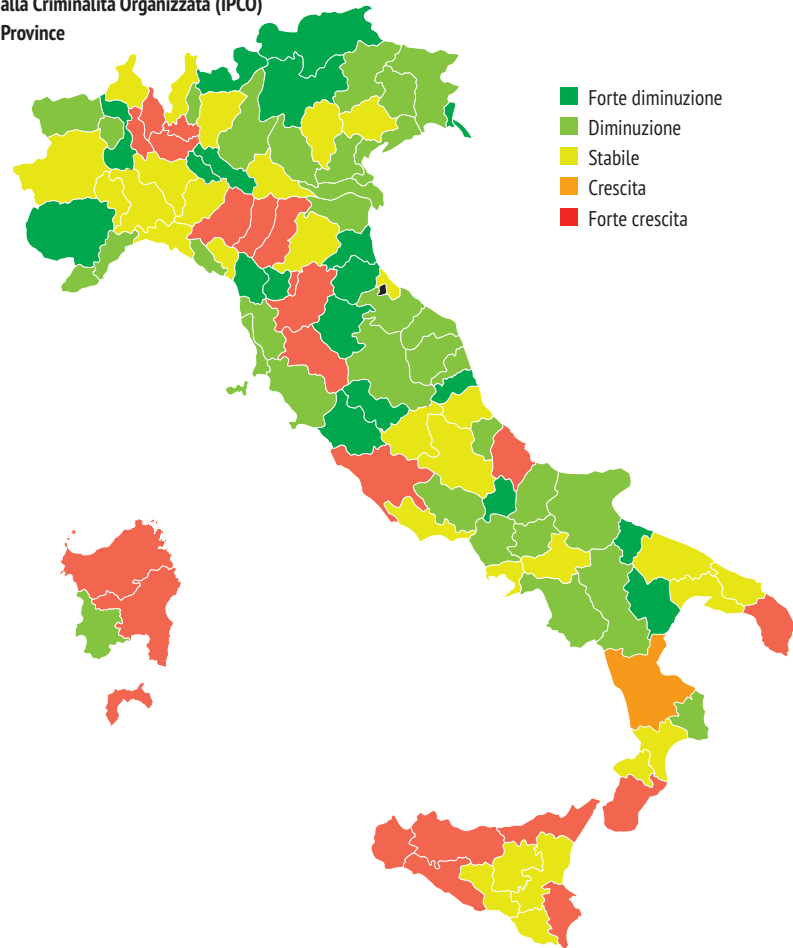 alla Criminalità Organizzata (IPCO)
Province
Forte diminuzione
Diminuzione
Stabile
Crescita
Forte crescita